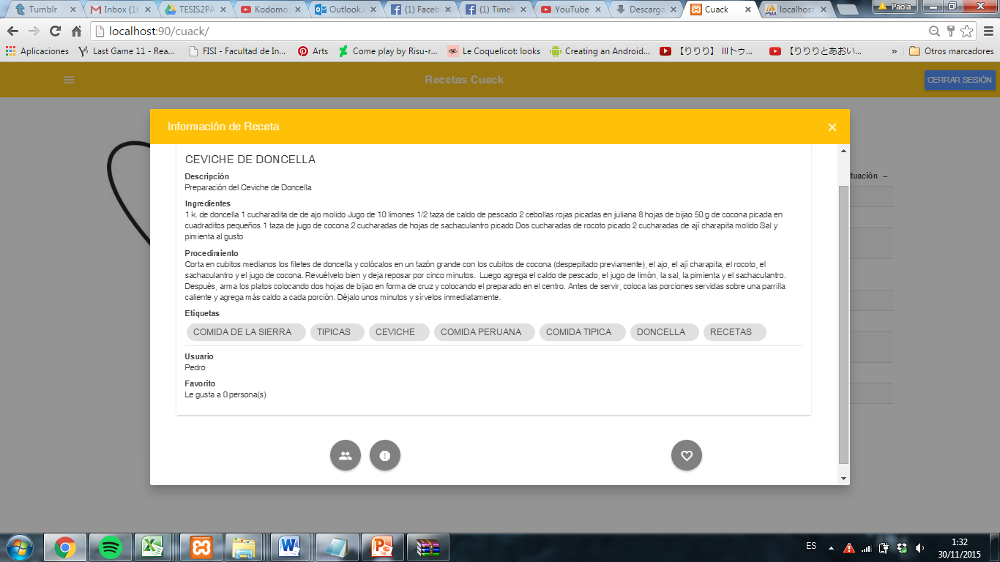 Tumblr
Inbox (16
TESIS2PA
Kodomo
Outlook.
(1) Faceb
(1) Timeli
YouTube
Descarga
Cuack
localhost
Paola
localhost:90/cuack/
Aplicaciones
Last Game 11 - Rea...
FISI - Facultad de In...
Arts
Come play by Risu-r...
Le Coquelicot: looks
Creating an Android...
【りりり】 IIIトゥ...
【りりりとあおい...
»
Otros marcadores
Recetas Cuack
CERRAR SESIÓN
Información de Receta
tuación
CEVICHE DE DONCELLA
Descripción
Preparación del Ceviche de Doncella
Ingredientes
1 k. de doncella 1 cucharadita de de ajo molido Jugo de 10 limones 1/2 taza de caldo de pescado 2 cebollas rojas picadas en juliana 8 hojas de bijao 50 g de cocona picada en
cuadraditos pequeños 1 taza de jugo de cocona 2 cucharadas de hojas de sachaculantro picado Dos cucharadas de rocoto picado 2 cucharadas de ají charapita molido Sal y
pimienta al gusto
Procedimiento
Corta en cubitos medianos los filetes de doncella y colócalos en un tazón grande con los cubitos de cocona (despepitado previamente), el ajo, el ají charapita, el rocoto, el
sachaculantro y el jugo de cocona. Revuélvelo bien y deja reposar por cinco minutos. Luego agrega el caldo de pescado, el jugo de limón, la sal, la pimienta y el sachaculantro.
Después, arma los platos colocando dos hojas de bijao en forma de cruz y colocando el preparado en el centro. Antes de servir, coloca las porciones servidas sobre una parrilla
caliente y agrega más caldo a cada porción. Déjalo unos minutos y sírvelos inmediatamente.
Etiquetas
COMIDA DE LA SIERRA
TIPICAS
CEVICHE
COMIDA PERUANA
COMIDA TIPICA
DONCELLA
RECETAS
Usuario
Pedro
Favorito
Le gusta a 0 persona(s)
ES
1:32
30/11/2015